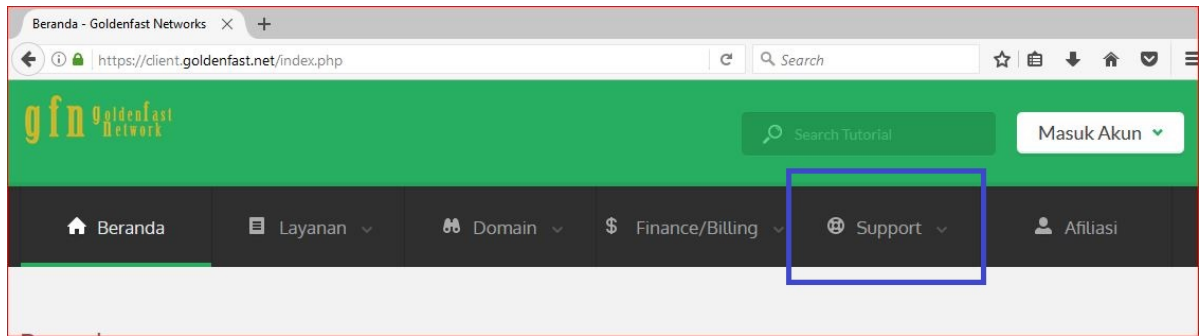 Beranda - Goldenfast Networks
https://client.goldenfast.net/index.php
Search
gfn Goldenfast
Network
Search Tutorial
Masuk Akun
Beranda
Layanan
Domain
$ Finance/Billing
Support
Afiliasi